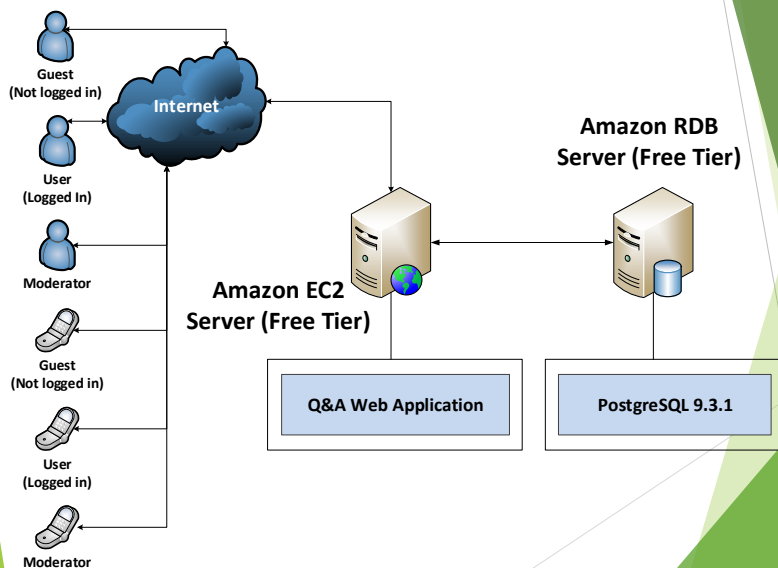 Guest
(Not logged in)
Internet
User
(Logged In)
Moderator
Guest
(Not logged in)
User
(Logged in)
Moderator
Amazon EC2
Server (Free Tier)
Q&A Web Application
Amazon RDB
Server (Free Tier)
PostgreSQL 9.3.1